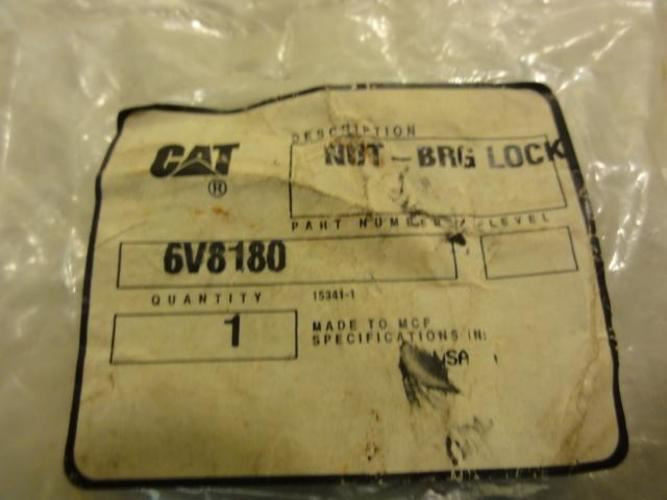 CAT
®
DESCRIPTION
NUT-BRG LOCK
PART NUMBER LEVEL
6V8180
QUANTITY 15341-1
1
MADE TO MCF
SPECIFICATIONS IN:
USA